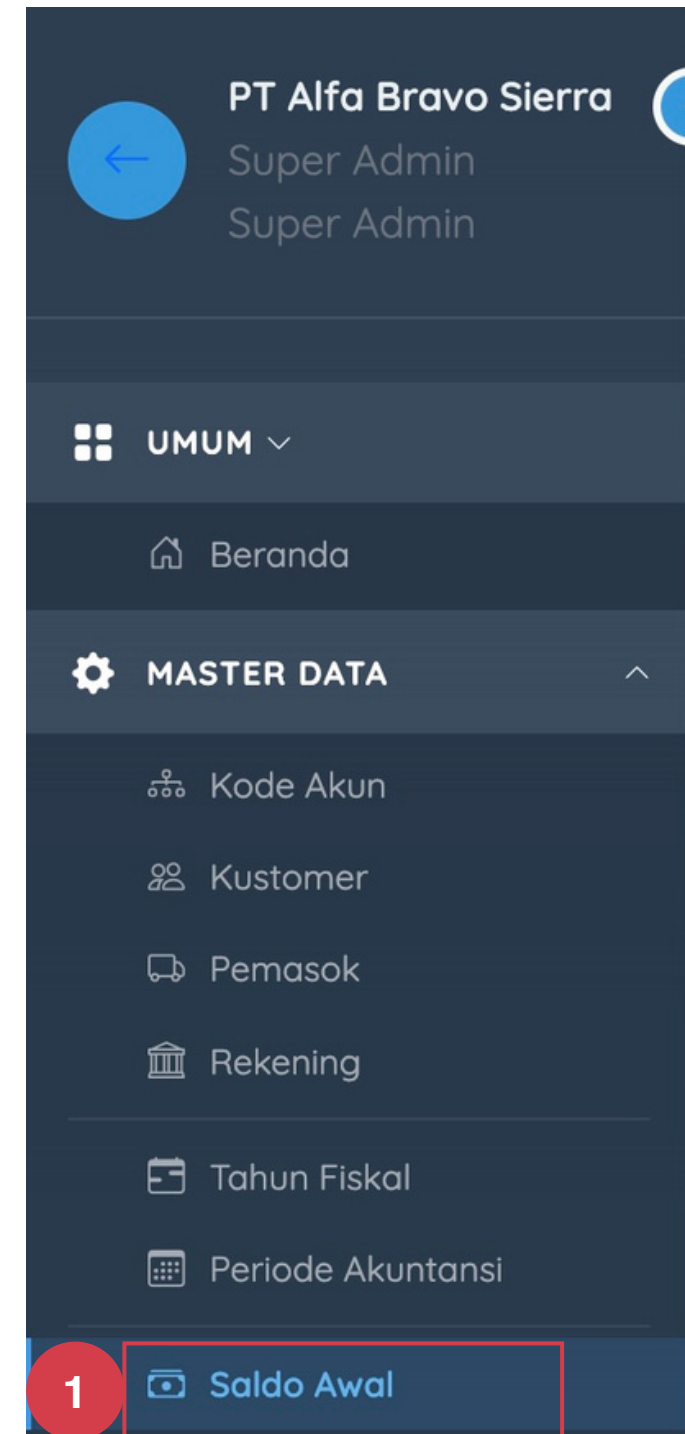 PT Alfa Bravo Sierra
Super Admin
Super Admin
UMUM
Beranda
MASTER DATA
Kode Akun
Kustomer
Pemasok
Rekening
Tahun Fiskal
Periode Akuntansi
1 Saldo Awal